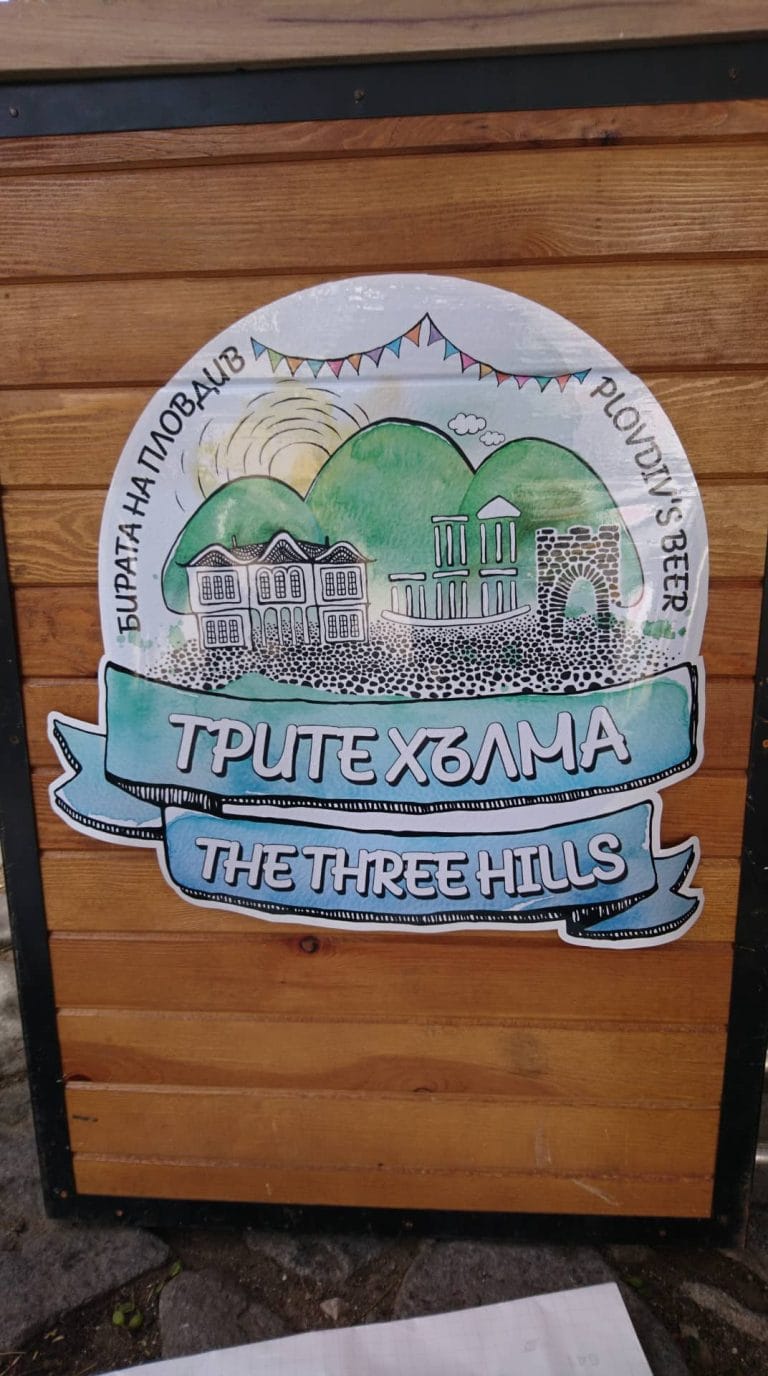 БИРАТА НА ПЛОВДИВ
PLOVDIV'S BEER
ТРИТЕ ХЪЛМА
THE THREE HILLS